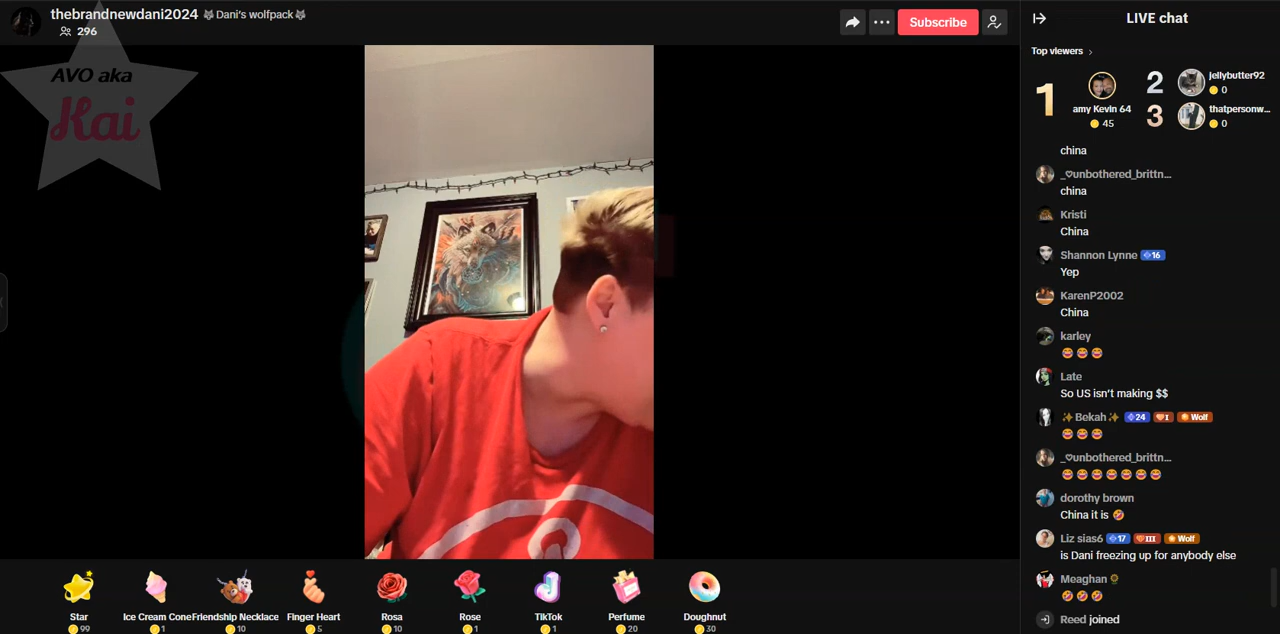 thebrandnewdani2024 🐺Dani's wolfpack🐺
296
Subscribe
LIVE chat
AVO aka
Kai
Top viewers
1
amy Kevin 64
45
2
jellybutter92
0
3
thatpersonw...
0
china
_♡unbothered_brittn...
china
Kristi
China
Shannon Lynne 16
Yep
KarenP2002
China
karley
😂😂😂
Late
So US isn't making $$
✨Bekah✨ 24 I Wolf
😂😂😂
_♡unbothered_brittn...
😂😂😂😂😂😂😂
dorothy brown
China it is 🤣
Liz sias6 17 III Wolf
is Dani freezing up for anybody else
Meaghan🌻
🤣🤣🤣
Reed joined
Star
99
Ice Cream Cone
1
Friendship Necklace
10
Finger Heart
5
Rosa
10
Rose
1
TikTok
1
Perfume
20
Doughnut
30